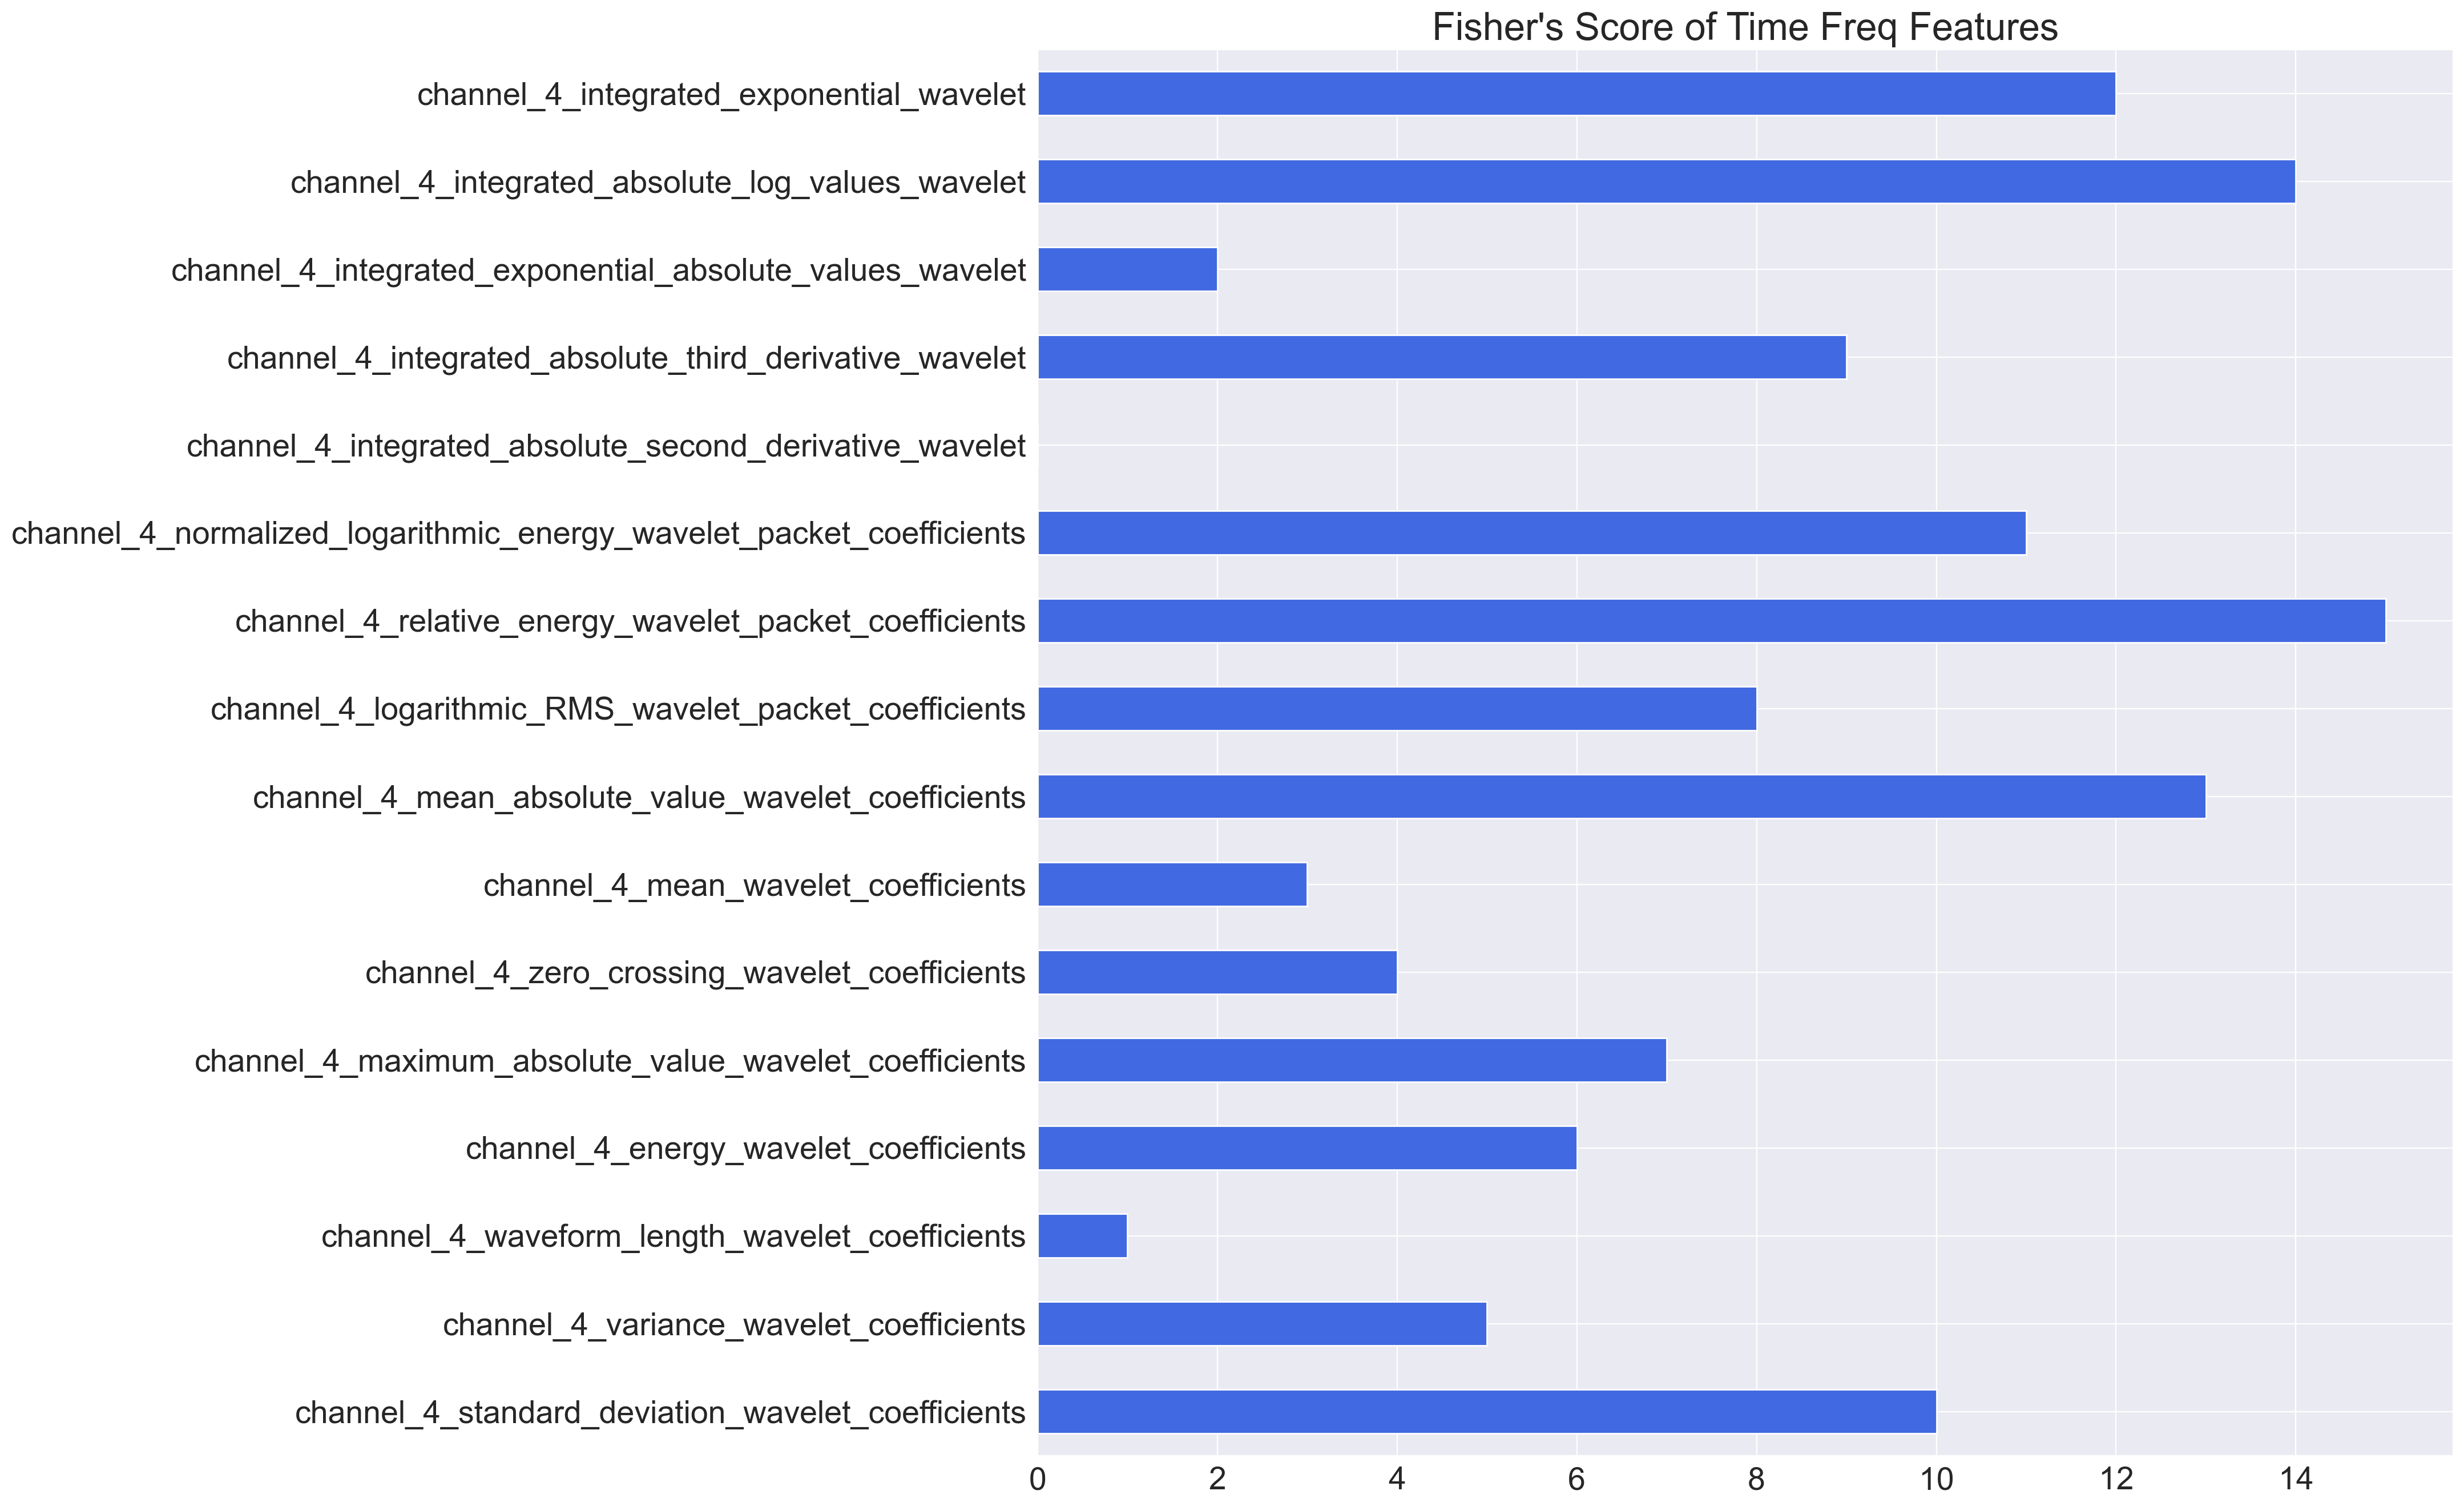 Fisher's Score of Time Freq Features
channel_4_integrated_exponential_wavelet
channel_4_integrated_absolute_log_values_wavelet
channel_4_integrated_exponential_absolute_values_wavelet
channel_4_integrated_absolute_third_derivative_wavelet
channel_4_integrated_absolute_second_derivative_wavelet
channel_4_normalized_logarithmic_energy_wavelet_packet_coefficients
channel_4_relative_energy_wavelet_packet_coefficients
channel_4_logarithmic_RMS_wavelet_packet_coefficients
channel_4_mean_absolute_value_wavelet_coefficients
channel_4_mean_wavelet_coefficients
channel_4_zero_crossing_wavelet_coefficients
channel_4_maximum_absolute_value_wavelet_coefficients
channel_4_energy_wavelet_coefficients
channel_4_waveform_length_wavelet_coefficients
channel_4_variance_wavelet_coefficients
channel_4_standard_deviation_wavelet_coefficients
0 2 4 6 8 10 12 14